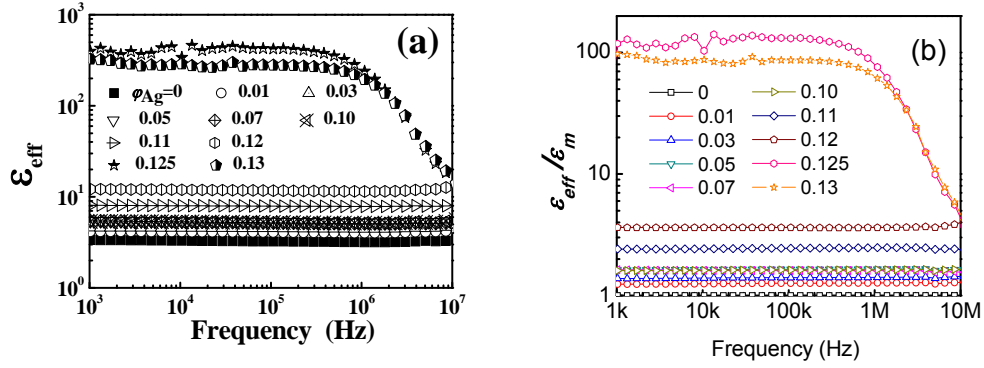 (a)
ε_eff
10³
10²
10¹
10⁰
φ_Ag=0 0.01 0.03
0.05 0.07 0.10
0.11 0.12
0.125 0.13
10³ 10⁴ 10⁵ 10⁶ 10⁷
Frequency (Hz)
(b)
ε_eff/ε_m
100
10
1
0 0.10
0.01 0.11
0.03 0.12
0.05 0.125
0.07 0.13
1k 10k 100k 1M 10M
Frequency (Hz)